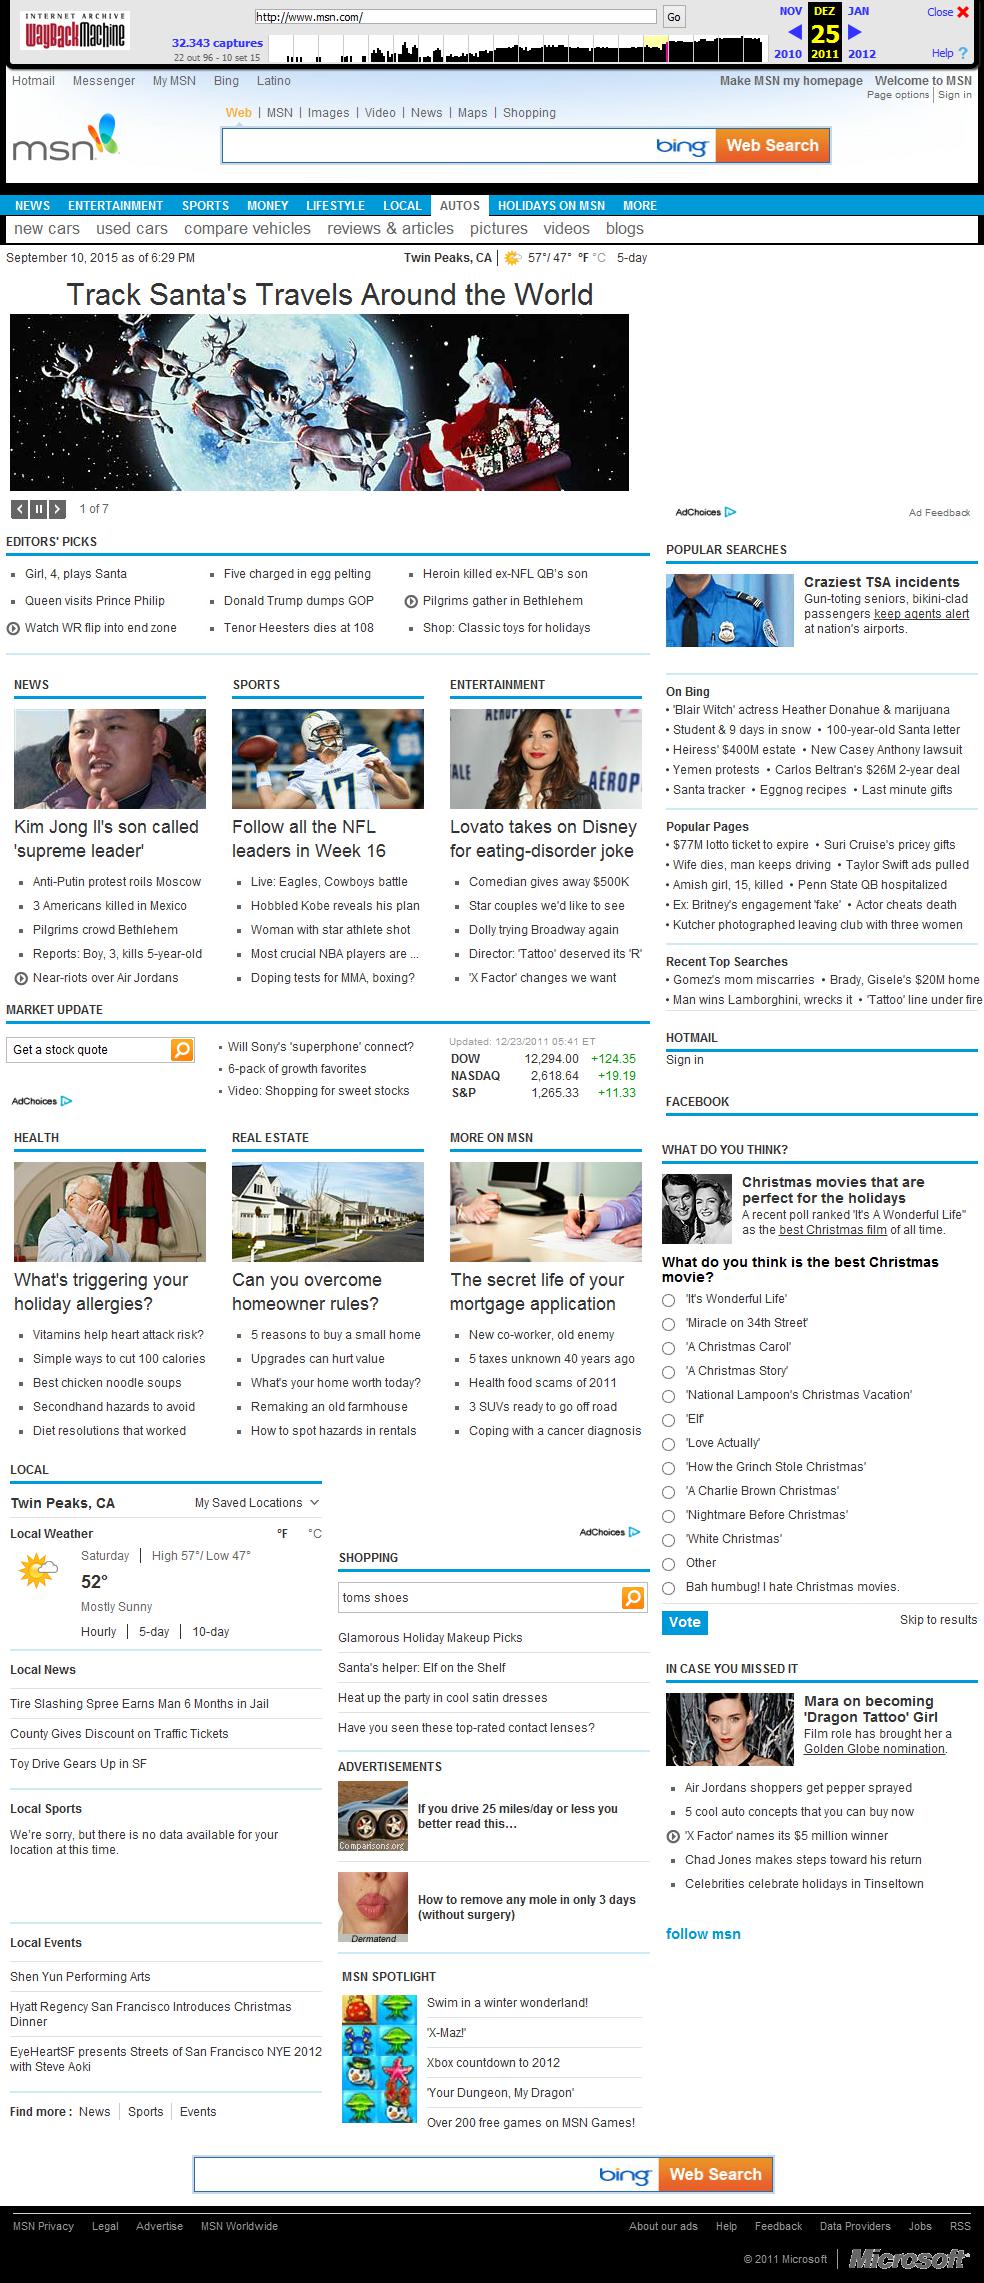 INTERNET ARCHIVE
WayBackMachine
http://www.msn.com/
Go
32.343 captures
22 out 96 - 10 set 15
NOV DEZ JAN
25
2010 2011 2012
Close
Help ?
Hotmail Messenger My MSN Bing Latino
Make MSN my homepage Welcome to MSN
Page options | Sign in
Web | MSN | Images | Video | News | Maps | Shopping
msn
bing Web Search
NEWS ENTERTAINMENT SPORTS MONEY LIFESTYLE LOCAL AUTOS HOLIDAYS ON MSN MORE
new cars used cars compare vehicles reviews & articles pictures videos blogs
September 10, 2015 as of 6:29 PM
Twin Peaks, CA | 57°/ 47° °F °C 5-day
Track Santa's Travels Around the World
1 of 7
AdChoices
Ad Feedback
EDITORS' PICKS
Girl, 4, plays Santa
Queen visits Prince Philip
Watch WR flip into end zone
Five charged in egg pelting
Donald Trump dumps GOP
Tenor Heesters dies at 108
Heroin killed ex-NFL QB's son
Pilgrims gather in Bethlehem
Shop: Classic toys for holidays
NEWS
Kim Jong Il's son called
'supreme leader'
Anti-Putin protest roils Moscow
3 Americans killed in Mexico
Pilgrims crowd Bethlehem
Reports: Boy, 3, kills 5-year-old
Near-riots over Air Jordans
SPORTS
CHARGERS
17
Follow all the NFL
leaders in Week 16
Live: Eagles, Cowboys battle
Hobbled Kobe reveals his plan
Woman with star athlete shot
Most crucial NBA players are ...
Doping tests for MMA, boxing?
ENTERTAINMENT
Lovato takes on Disney
for eating-disorder joke
Comedian gives away $500K
Star couples we'd like to see
Dolly trying Broadway again
Director: 'Tattoo' deserved its 'R'
'X Factor' changes we want
MARKET UPDATE
Get a stock quote
AdChoices
Will Sony's 'superphone' connect?
6-pack of growth favorites
Video: Shopping for sweet stocks
Updated: 12/23/2011 05:41 ET
DOW 12,294.00 +124.35
NASDAQ 2,618.64 +19.19
S&P 1,265.33 +11.33
HEALTH
What's triggering your
holiday allergies?
Vitamins help heart attack risk?
Simple ways to cut 100 calories
Best chicken noodle soups
Secondhand hazards to avoid
Diet resolutions that worked
REAL ESTATE
Can you overcome
homeowner rules?
5 reasons to buy a small home
Upgrades can hurt value
What's your home worth today?
Remaking an old farmhouse
How to spot hazards in rentals
MORE ON MSN
The secret life of your
mortgage application
New co-worker, old enemy
5 taxes unknown 40 years ago
Health food scams of 2011
3 SUVs ready to go off road
Coping with a cancer diagnosis
LOCAL
Twin Peaks, CA My Saved Locations
Local Weather °F °C
Saturday | High 57°/ Low 47°
52°
Mostly Sunny
Hourly | 5-day | 10-day
Local News
Tire Slashing Spree Earns Man 6 Months in Jail
County Gives Discount on Traffic Tickets
Toy Drive Gears Up in SF
Local Sports
We're sorry, but there is no data available for your
location at this time.
Local Events
Shen Yun Performing Arts
Hyatt Regency San Francisco Introduces Christmas
Dinner
EyeHeartSF presents Streets of San Francisco NYE 2012
with Steve Aoki
Find more : News | Sports | Events
AdChoices
SHOPPING
toms shoes
Glamorous Holiday Makeup Picks
Santa's helper: Elf on the Shelf
Heat up the party in cool satin dresses
Have you seen these top-rated contact lenses?
ADVERTISEMENTS
Comparisons.org
If you drive 25 miles/day or less you
better read this...
Dermatend
How to remove any mole in only 3 days
(without surgery)
MSN SPOTLIGHT
Swim in a winter wonderland!
'X-Maz!'
Xbox countdown to 2012
'Your Dungeon, My Dragon'
Over 200 free games on MSN Games!
POPULAR SEARCHES
Craziest TSA incidents
Gun-toting seniors, bikini-clad
passengers keep agents alert
at nation's airports.
On Bing
• 'Blair Witch' actress Heather Donahue & marijuana
• Student & 9 days in snow • 100-year-old Santa letter
• Heiress' $400M estate • New Casey Anthony lawsuit
• Yemen protests • Carlos Beltran's $26M 2-year deal
• Santa tracker • Eggnog recipes • Last minute gifts
Popular Pages
• $77M lotto ticket to expire • Suri Cruise's pricey gifts
• Wife dies, man keeps driving • Taylor Swift ads pulled
• Amish girl, 15, killed • Penn State QB hospitalized
• Ex: Britney's engagement 'fake' • Actor cheats death
• Kutcher photographed leaving club with three women
Recent Top Searches
• Gomez's mom miscarries • Brady, Gisele's $20M home
• Man wins Lamborghini, wrecks it • 'Tattoo' line under fire
HOTMAIL
Sign in
FACEBOOK
WHAT DO YOU THINK?
Christmas movies that are
perfect for the holidays
A recent poll ranked 'It's A Wonderful Life"
as the best Christmas film of all time.
What do you think is the best Christmas
movie?
'It's Wonderful Life'
'Miracle on 34th Street'
'A Christmas Carol'
'A Christmas Story'
'National Lampoon's Christmas Vacation'
'Elf'
'Love Actually'
'How the Grinch Stole Christmas'
'A Charlie Brown Christmas'
'Nightmare Before Christmas'
'White Christmas'
Other
Bah humbug! I hate Christmas movies.
Vote Skip to results
IN CASE YOU MISSED IT
Mara on becoming
'Dragon Tattoo' Girl
Film role has brought her a
Golden Globe nomination.
Air Jordans shoppers get pepper sprayed
5 cool auto concepts that you can buy now
'X Factor' names its $5 million winner
Chad Jones makes steps toward his return
Celebrities celebrate holidays in Tinseltown
follow msn
bing Web Search
MSN Privacy Legal Advertise MSN Worldwide
About our ads Help Feedback Data Providers Jobs RSS
© 2011 Microsoft | Microsoft